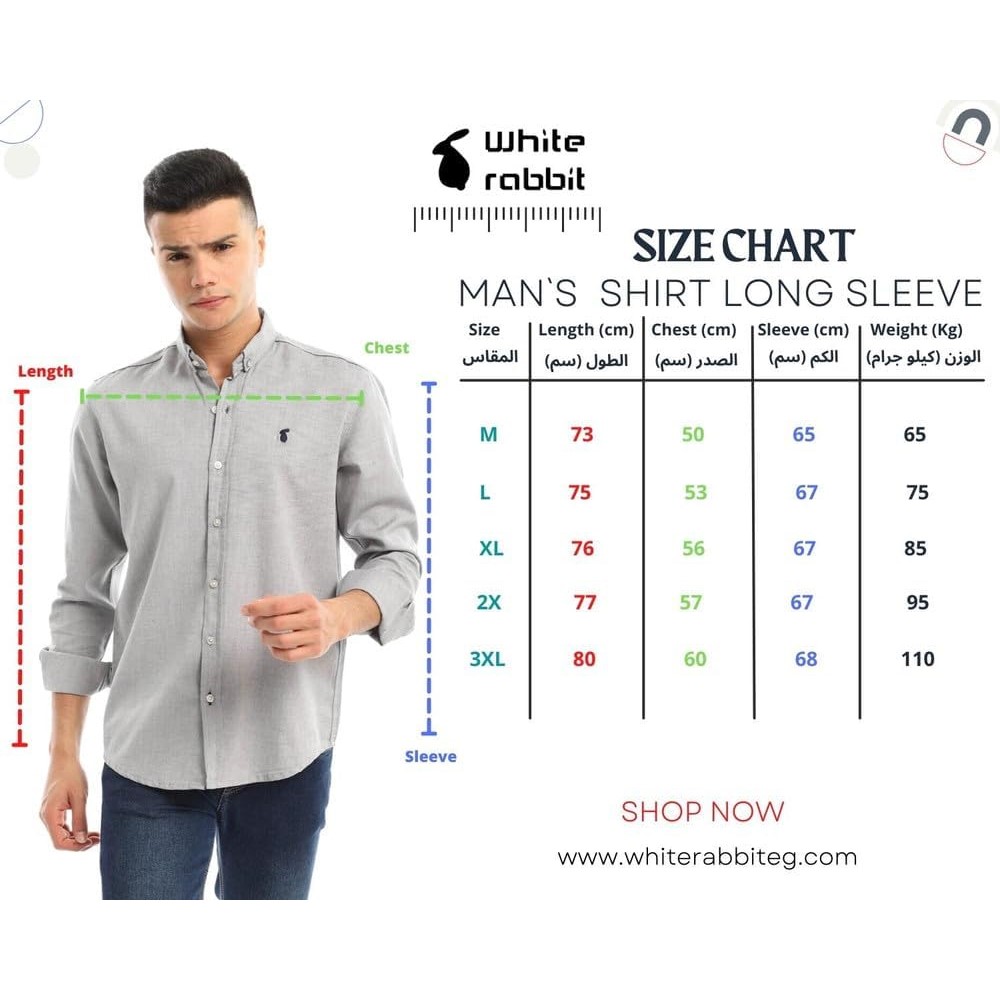 white
rabbit
SIZE CHART
MAN`S SHIRT LONG SLEEVE
Size Length (cm) Chest (cm) Sleeve (cm) Weight (Kg)
المقاس الطول (سم) الصدر (سم) الكم (سم) الوزن (كيلو جرام)
Chest
Length
M 73 50 65 65
L 75 53 67 75
XL 76 56 67 85
2X 77 57 67 95
3XL 80 60 68 110
Sleeve
SHOP NOW
www.whiterabbiteg.com